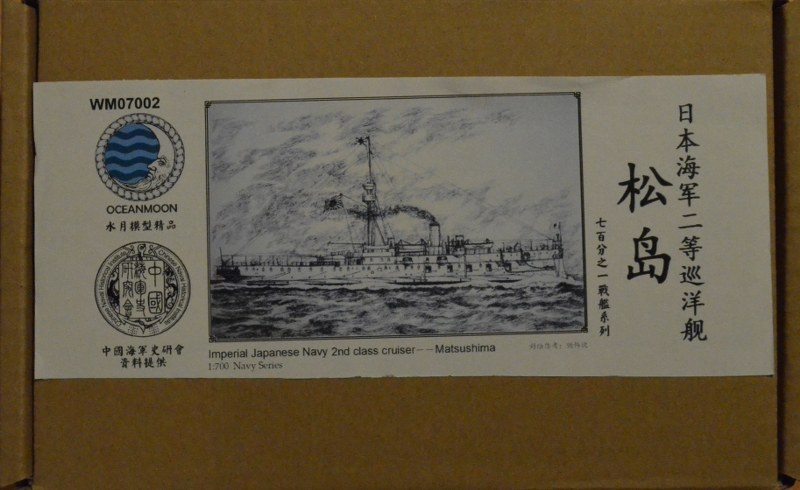 WM07002
OCEANMOON
水月模型精品
中國海軍史研會
資料提供
Imperial Japanese Navy 2nd class cruiser－－Matsushima
1:700 Navy Series
七百分之一戰艦系列
松岛
日本海军二等巡洋舰